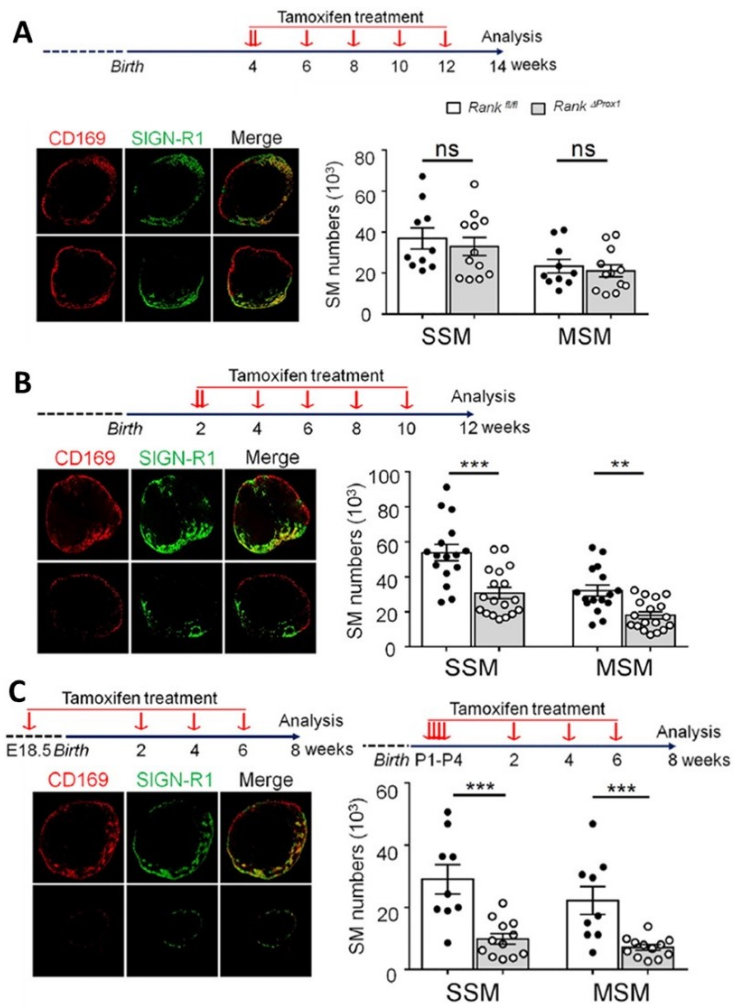 A
Tamoxifen treatment
Analysis
Birth 4 6 8 10 12 14 weeks
Rank fl/fl Rank ΔProx1
CD169 SIGN-R1 Merge
SM numbers (10³)
80
60
40
20
0
ns ns
SSM MSM
B
Tamoxifen treatment
Analysis
Birth 2 4 6 8 10 12 weeks
CD169 SIGN-R1 Merge
SM numbers (10³)
100
80
60
40
20
0
*** **
SSM MSM
C
Tamoxifen treatment
Analysis
E18.5 Birth 2 4 6 8 weeks
CD169 SIGN-R1 Merge
Tamoxifen treatment
Analysis
Birth P1-P4 2 4 6 8 weeks
SM numbers (10³)
60
40
20
0
*** ***
SSM MSM